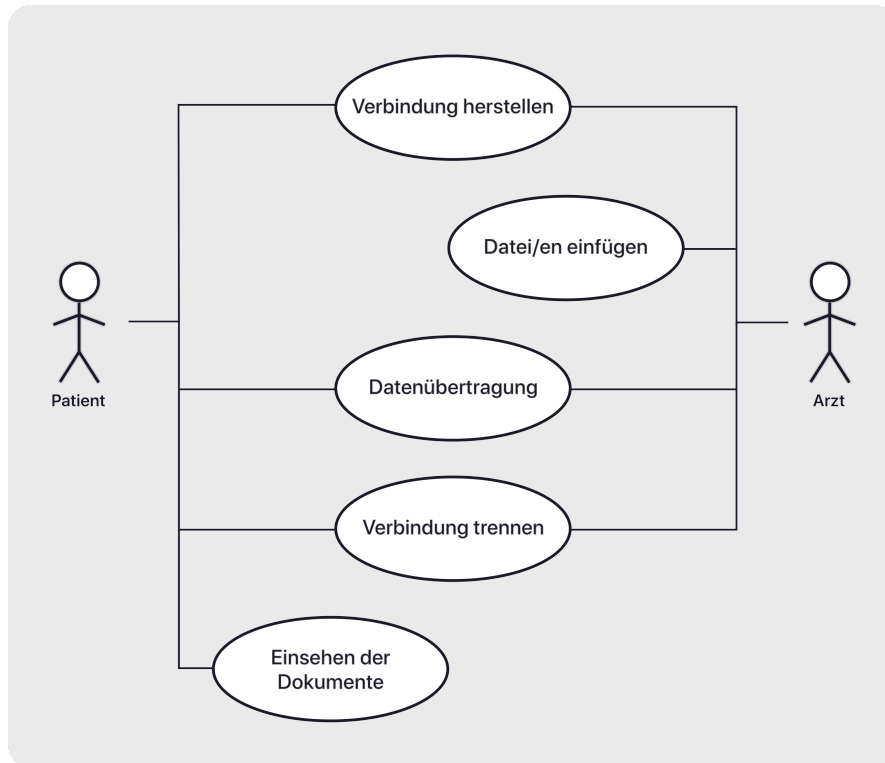 Verbindung herstellen
Datei/en einfügen
Datenübertragung
Patient
Arzt
Verbindung trennen
Einsehen der
Dokumente